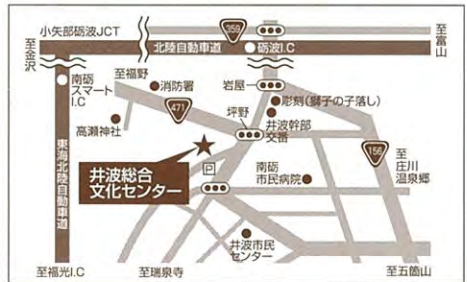 小矢部砺波JCT
359
至金沢
北陸自動車道
砺波I.C
至富山
南砺
スマート
I.C
至福野
消防署
岩屋
彫刻(獅子の子落し)
471
坪野
井波幹部
交番
高瀬神社
156
至
庄川
温泉郷
井波総合
文化センター
回
南砺
市民病院
東海北陸自動車道
井波市民
センター
至福光I.C
至瑞泉寺
至五箇山